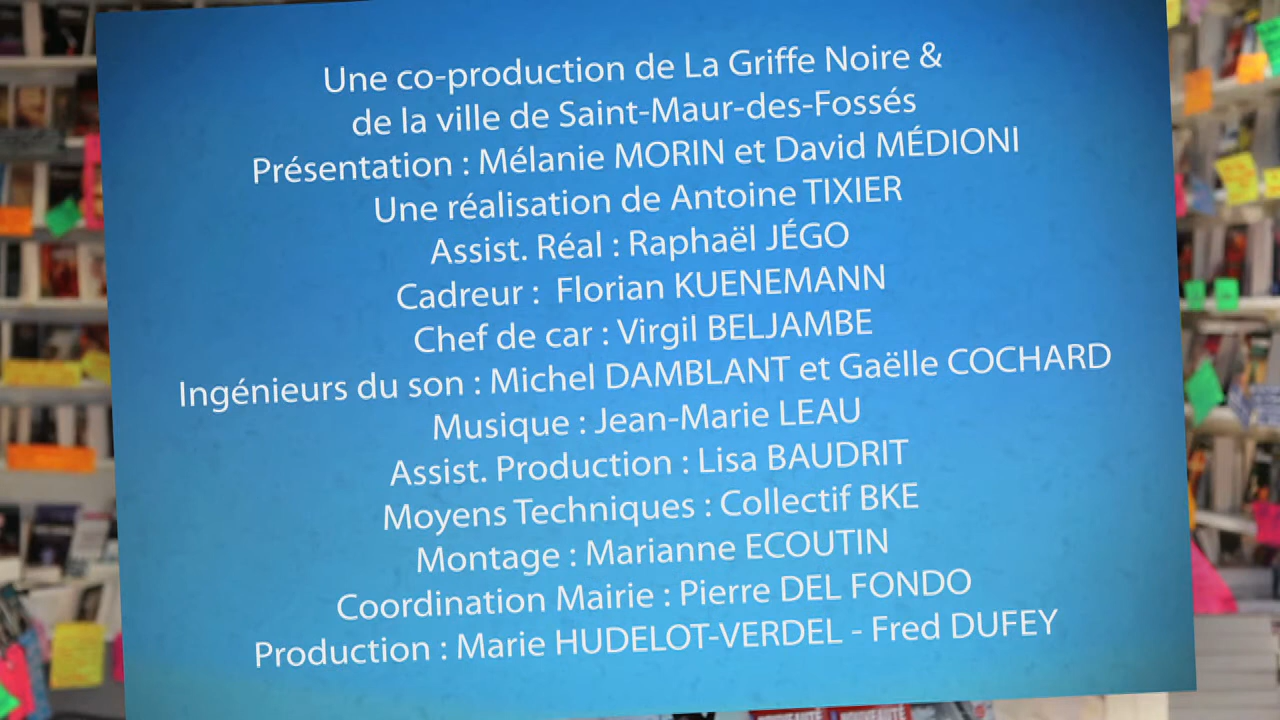 Une co-production de La Griffe Noire &
de la ville de Saint-Maur-des-Fossés
Présentation : Mélanie MORIN et David MÉDIONI
Une réalisation de Antoine TIXIER
Assist. Réal : Raphaël JÉGO
Cadreur :  Florian KUENEMANN
Chef de car : Virgil BELJAMBE
Ingénieurs du son : Michel DAMBLANT et Gaëlle COCHARD
Musique : Jean-Marie LEAU
Assist. Production : Lisa BAUDRIT
Moyens Techniques : Collectif BKE
Montage : Marianne ECOUTIN
Coordination Mairie : Pierre DEL FONDO
Production : Marie HUDELOT-VERDEL - Fred DUFEY